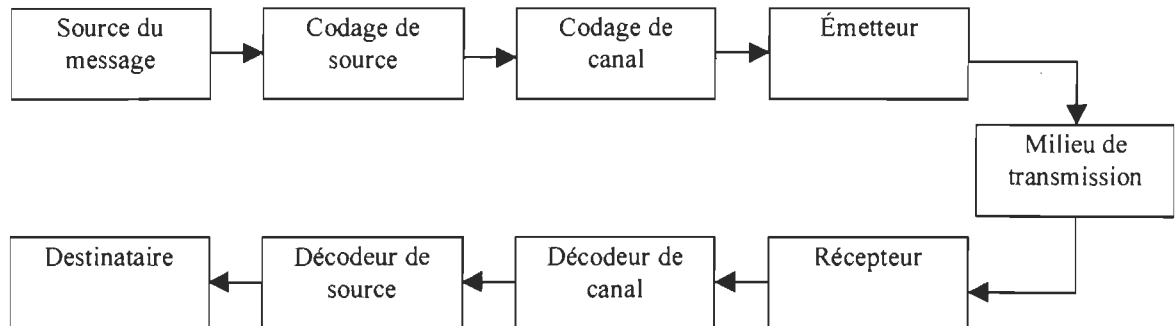 Source du
message
Codage de
source
Codage de
canal
Émetteur
Milieu de
transmission
Destinataire
Décodeur de
source
Décodeur de
canal
Récepteur